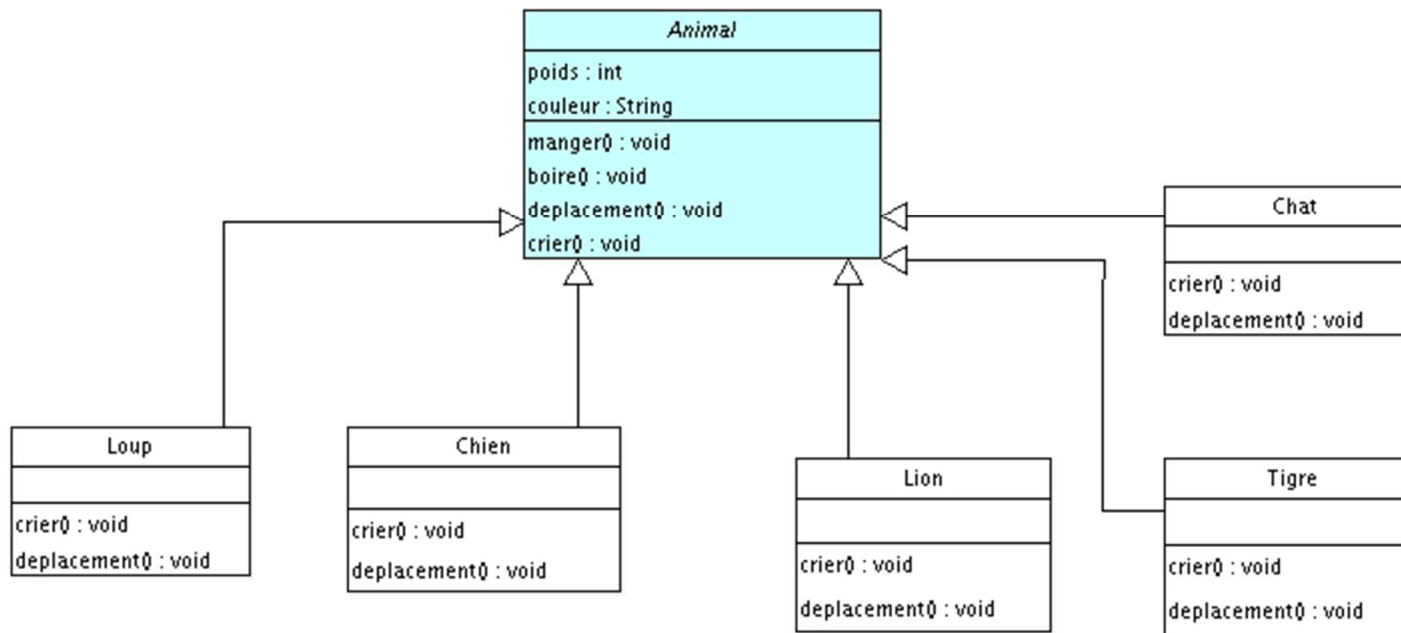 Animal
poids : int
couleur : String
manger() : void
boire() : void
deplacement() : void
crier() : void
Chat
crier() : void
deplacement() : void
Loup
crier() : void
deplacement() : void
Chien
crier() : void
deplacement() : void
Lion
crier() : void
deplacement() : void
Tigre
crier() : void
deplacement() : void